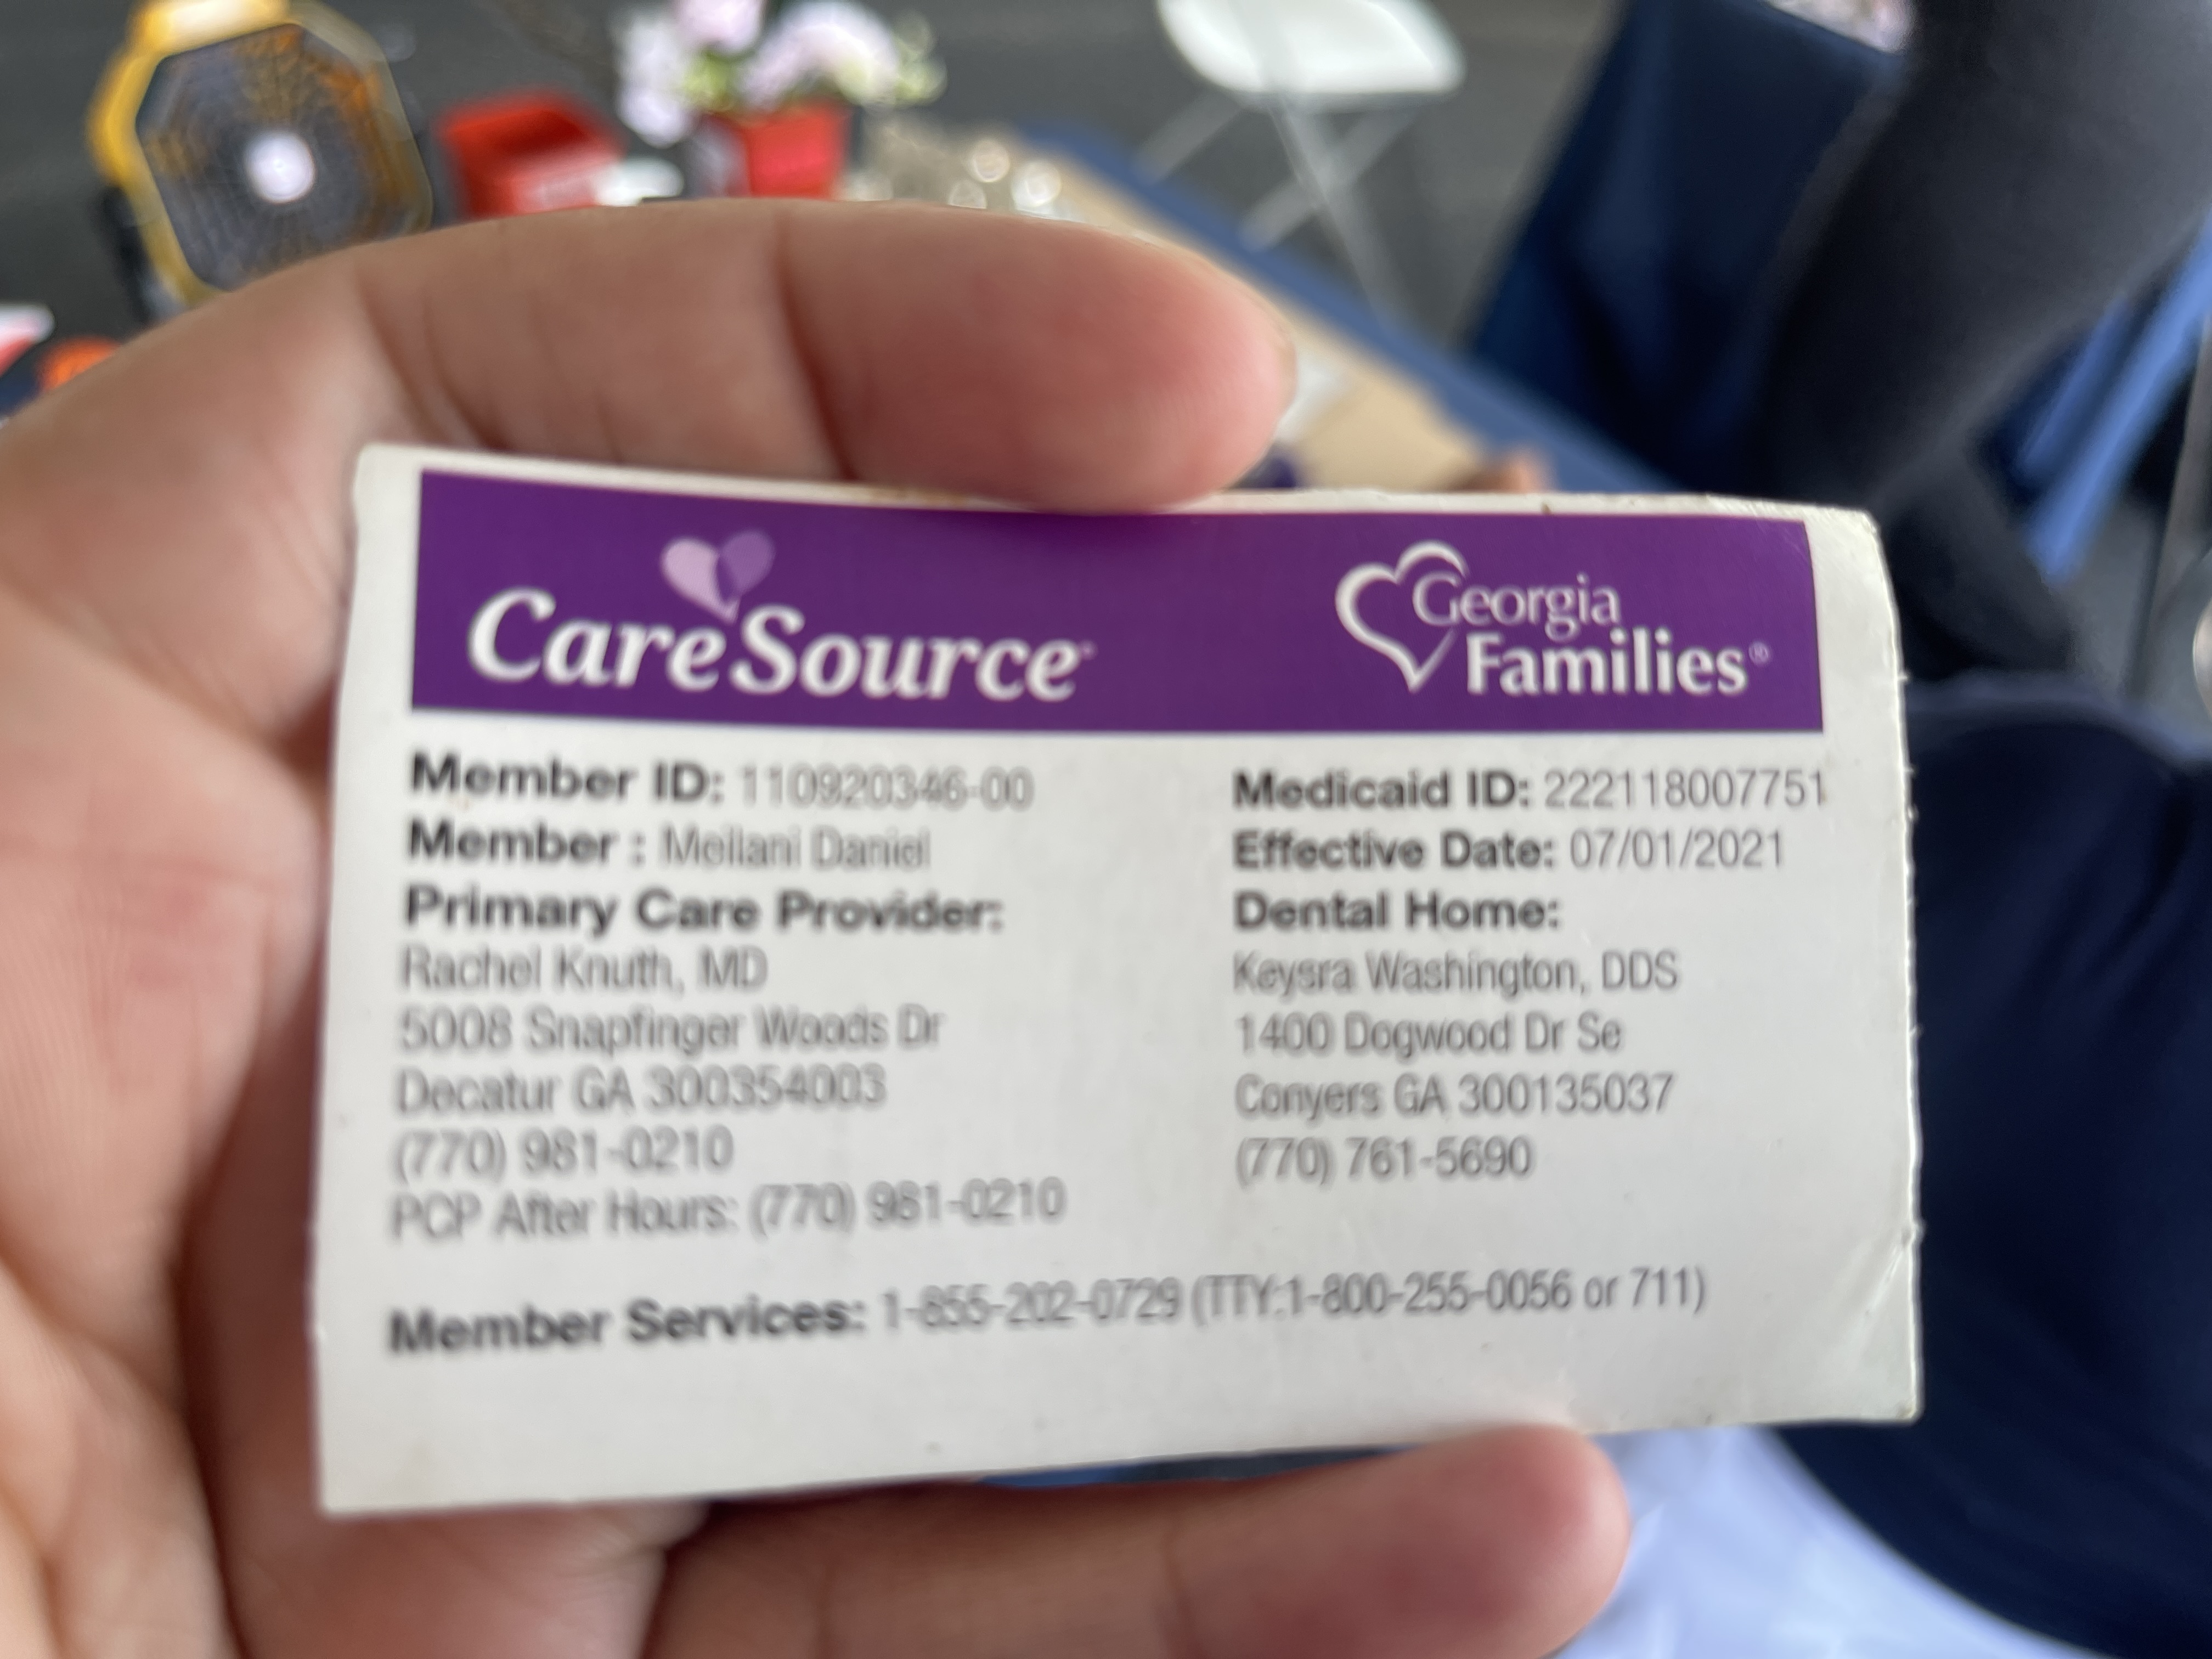 CareSource
Georgia
Families®
Member ID: 110920346-00
Member : Meilani Daniel
Primary Care Provider:
Rachel Knuth, MD
5008 Snapfinger Woods Dr
Decatur GA 300354003
(770) 981-0210
PCP After Hours: (770) 981-0210
Medicaid ID: 222118007751
Effective Date: 07/01/2021
Dental Home:
Keysra Washington, DDS
1400 Dogwood Dr Se
Conyers GA 300135037
(770) 761-5690
Member Services: 1-855-202-0729 (TTY:1-800-255-0056 or 711)